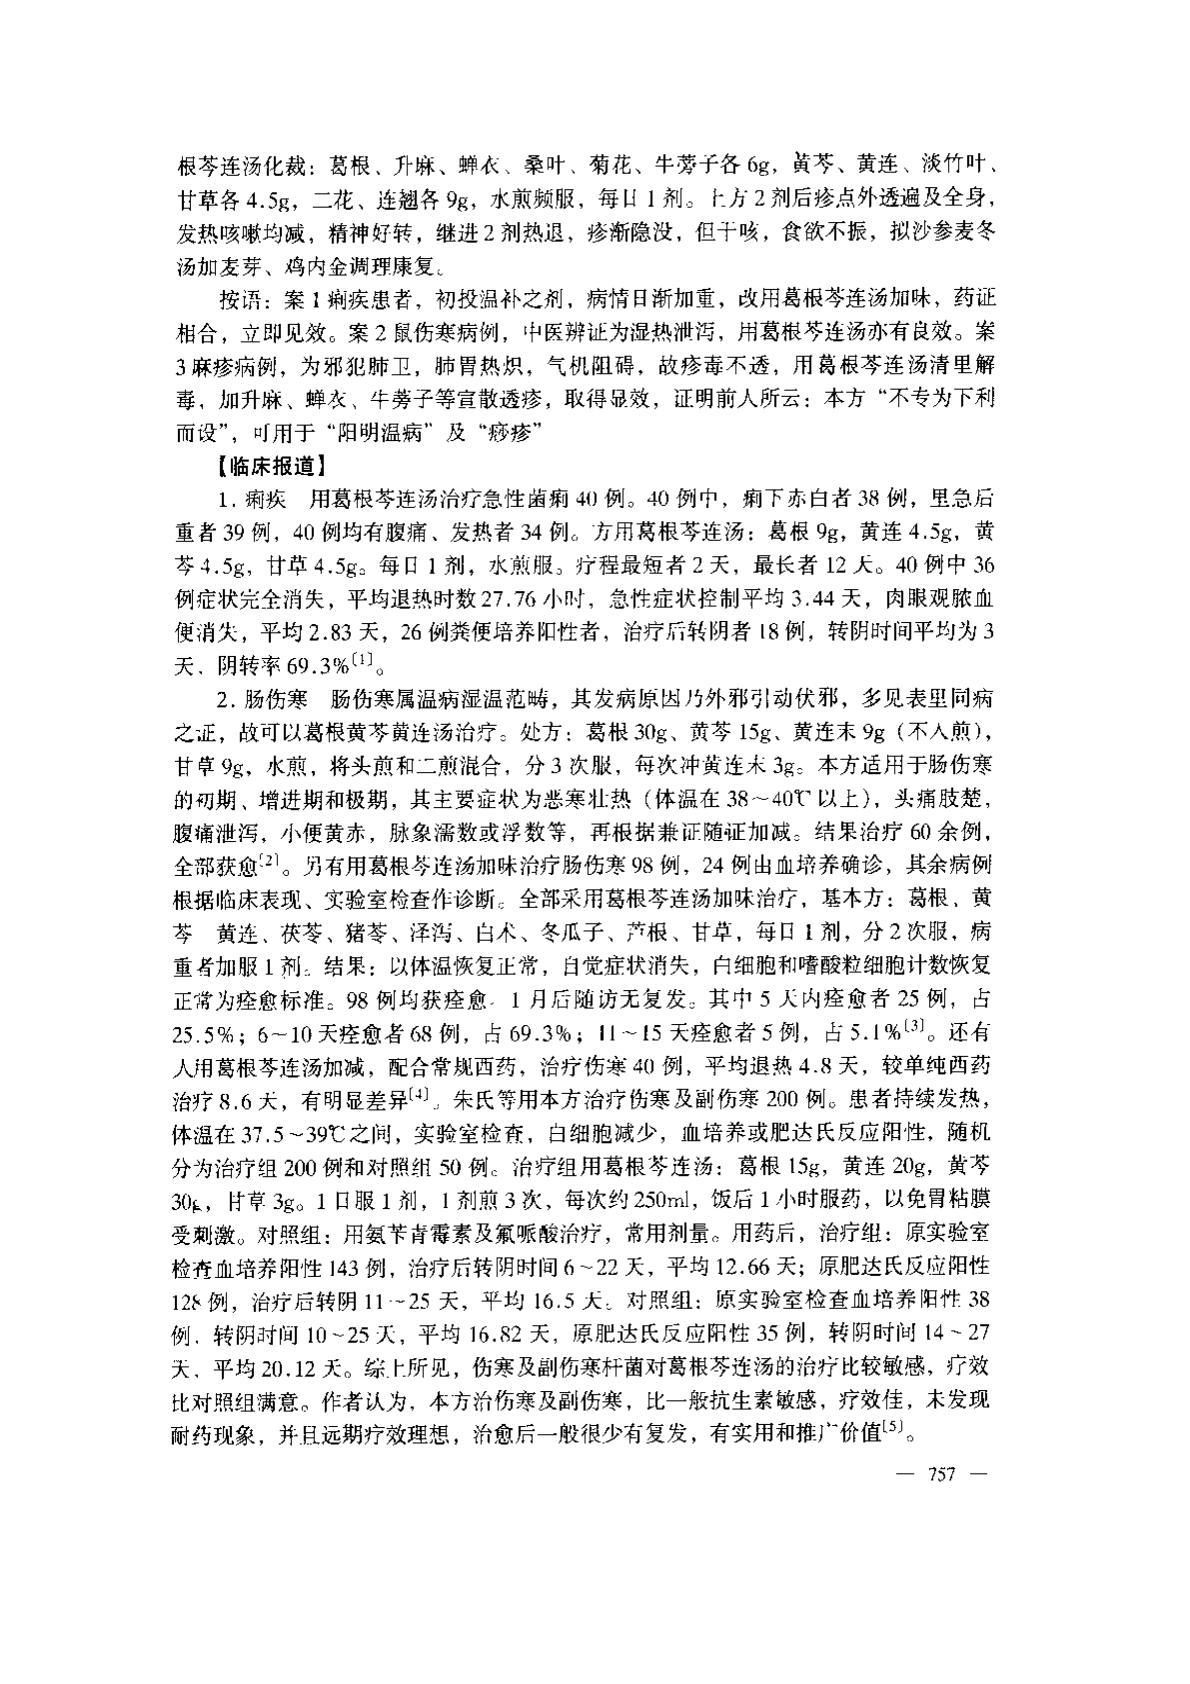 根芩连汤化裁：葛根、升麻、蝉衣、桑叶、菊花、牛蒡子各 6g，黄芩、黄连、淡竹叶、
甘草各 4.5g，二花、连翘各 9g，水煎频服，每日 1 剂。上方 2 剂后疹点外透遍及全身，
发热咳嗽均减，精神好转，继进 2 剂热退，疹渐隐没，但干咳，食欲不振，拟沙参麦冬
汤加麦芽、鸡内金调理康复。
按语：案 1 痢疾患者，初投温补之剂，病情日渐加重，改用葛根芩连汤加味，药证
相合，立即见效。案 2 鼠伤寒病例，中医辨证为湿热泄泻，用葛根芩连汤亦有良效。案
3 麻疹病例，为邪犯肺卫，肺胃热炽，气机阻碍，故疹毒不透，用葛根芩连汤清里解
毒，加升麻、蝉衣、牛蒡子等宣散透疹，取得显效，证明前人所云：本方“不专为下利
而设”，可用于“阳明温病”及“痧疹”
【临床报道】
1. 痢疾　用葛根芩连汤治疗急性菌痢 40 例。40 例中，痢下赤白者 38 例，里急后
重者 39 例，40 例均有腹痛、发热者 34 例。方用葛根芩连汤：葛根 9g，黄连 4.5g，黄
芩 4.5g，甘草 4.5g。每日 1 剂，水煎服。疗程最短者 2 天，最长者 12 天。40 例中 36
例症状完全消失，平均退热时数 27.76 小时，急性症状控制平均 3.44 天，肉眼观脓血
便消失，平均 2.83 天，26 例粪便培养阳性者，治疗后转阴者 18 例，转阴时间平均为 3
天，阴转率 69.3%〔1〕。
2. 肠伤寒　肠伤寒属温病湿温范畴，其发病原因乃外邪引动伏邪，多见表里同病
之证，故可以葛根黄芩黄连汤治疗。处方：葛根 30g、黄芩 15g、黄连末 9g（不入煎），
甘草 9g，水煎，将头煎和二煎混合，分 3 次服，每次冲黄连末 3g。本方适用于肠伤寒
的初期、增进期和极期，其主要症状为恶寒壮热（体温在 38～40℃以上），头痛肢楚，
腹痛泄泻，小便黄赤，脉象濡数或浮数等，再根据兼证随证加减。结果治疗 60 余例，
全部获愈〔2〕。另有用葛根芩连汤加味治疗肠伤寒 98 例，24 例由血培养确诊，其余病例
根据临床表现、实验室检查作诊断。全部采用葛根芩连汤加味治疗，基本方：葛根、黄
芩　黄连、茯苓、猪苓、泽泻、白术、冬瓜子、芦根、甘草，每日 1 剂，分 2 次服，病
重者加服 1 剂。结果：以体温恢复正常，自觉症状消失，白细胞和嗜酸粒细胞计数恢复
正常为痊愈标准。98 例均获痊愈，1 月后随访无复发。其中 5 天内痊愈者 25 例，占
25.5%；6～10 天痊愈者 68 例，占 69.3%；11～15 天痊愈者 5 例，占 5.1%〔3〕。还有
人用葛根芩连汤加减，配合常规西药，治疗伤寒 40 例，平均退热 4.8 天，较单纯西药
治疗 8.6 天，有明显差异〔4〕。朱氏等用本方治疗伤寒及副伤寒 200 例。患者持续发热，
体温在 37.5～39℃之间，实验室检查，白细胞减少，血培养或肥达氏反应阳性，随机
分为治疗组 200 例和对照组 50 例。治疗组用葛根芩连汤：葛根 15g，黄连 20g，黄芩
30g，甘草 3g。1 日服 1 剂，1 剂煎 3 次，每次约 250ml，饭后 1 小时服药，以免胃粘膜
受刺激。对照组：用氨苄青霉素及氟哌酸治疗，常用剂量。用药后，治疗组：原实验室
检查血培养阳性 143 例，治疗后转阴时间 6～22 天，平均 12.66 天；原肥达氏反应阳性
128 例，治疗后转阴 11～25 天，平均 16.5 天。对照组：原实验室检查血培养阳性 38
例，转阴时间 10～25 天，平均 16.82 天，原肥达氏反应阳性 35 例，转阴时间 14～27
天，平均 20.12 天。综上所见，伤寒及副伤寒杆菌对葛根芩连汤的治疗比较敏感，疗效
比对照组满意。作者认为，本方治伤寒及副伤寒，比一般抗生素敏感，疗效佳，未发现
耐药现象，并且远期疗效理想，治愈后一般很少有复发，有实用和推广价值〔5〕。
— 757 —